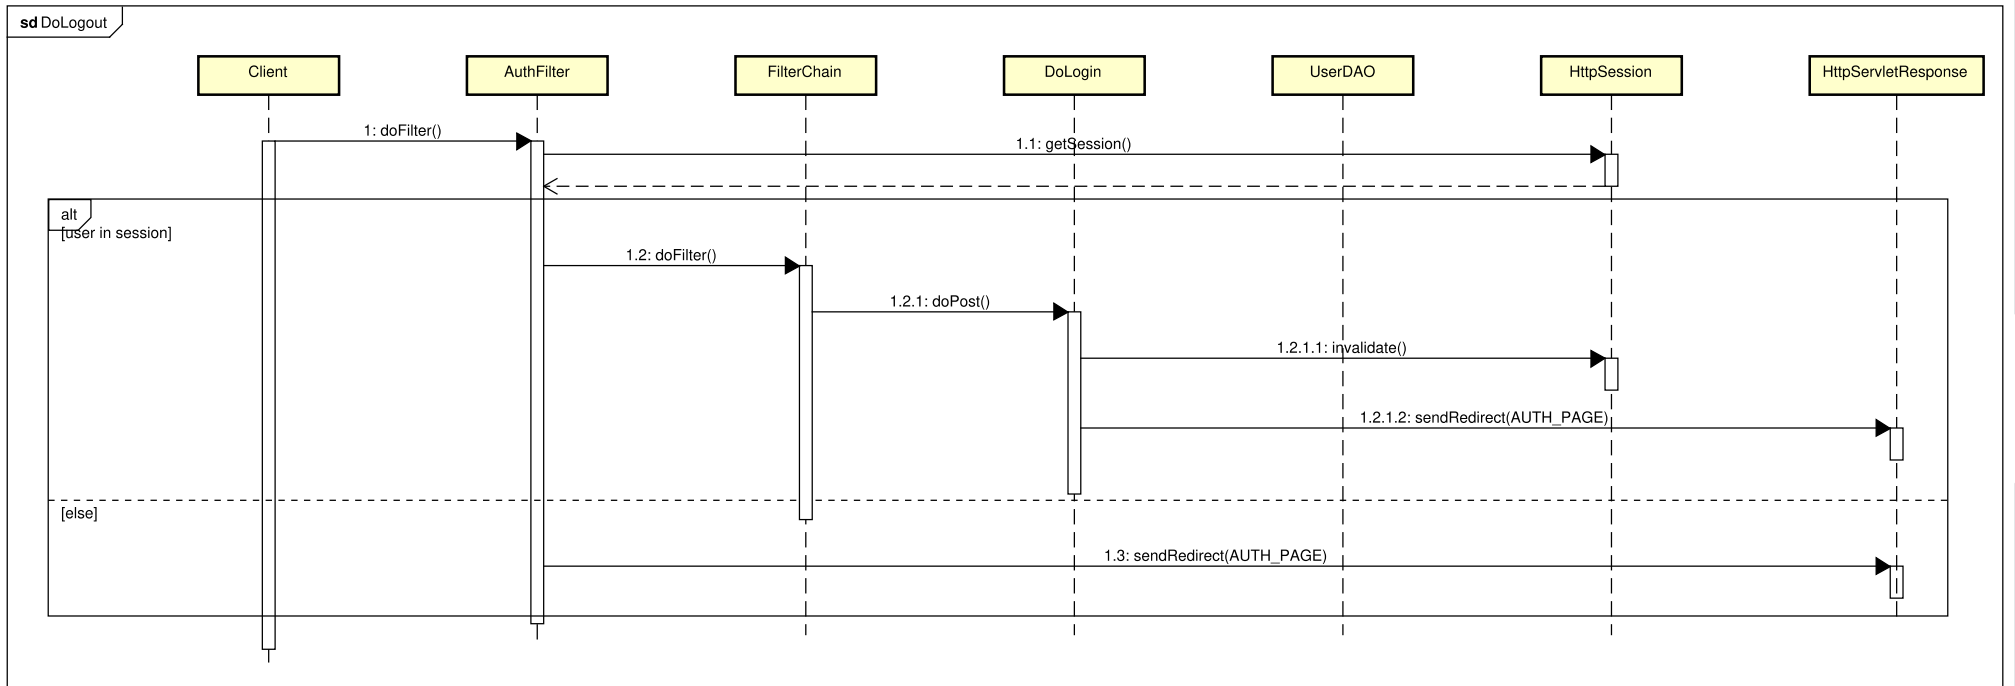 sd DoLogout
Client
AuthFilter
FilterChain
DoLogin
UserDAO
HttpSession
HttpServletResponse
1: doFilter()
1.1: getSession()
alt
[user in session]
1.2: doFilter()
1.2.1: doPost()
1.2.1.1: invalidate()
1.2.1.2: sendRedirect(AUTH_PAGE)
[else]
1.3: sendRedirect(AUTH_PAGE)